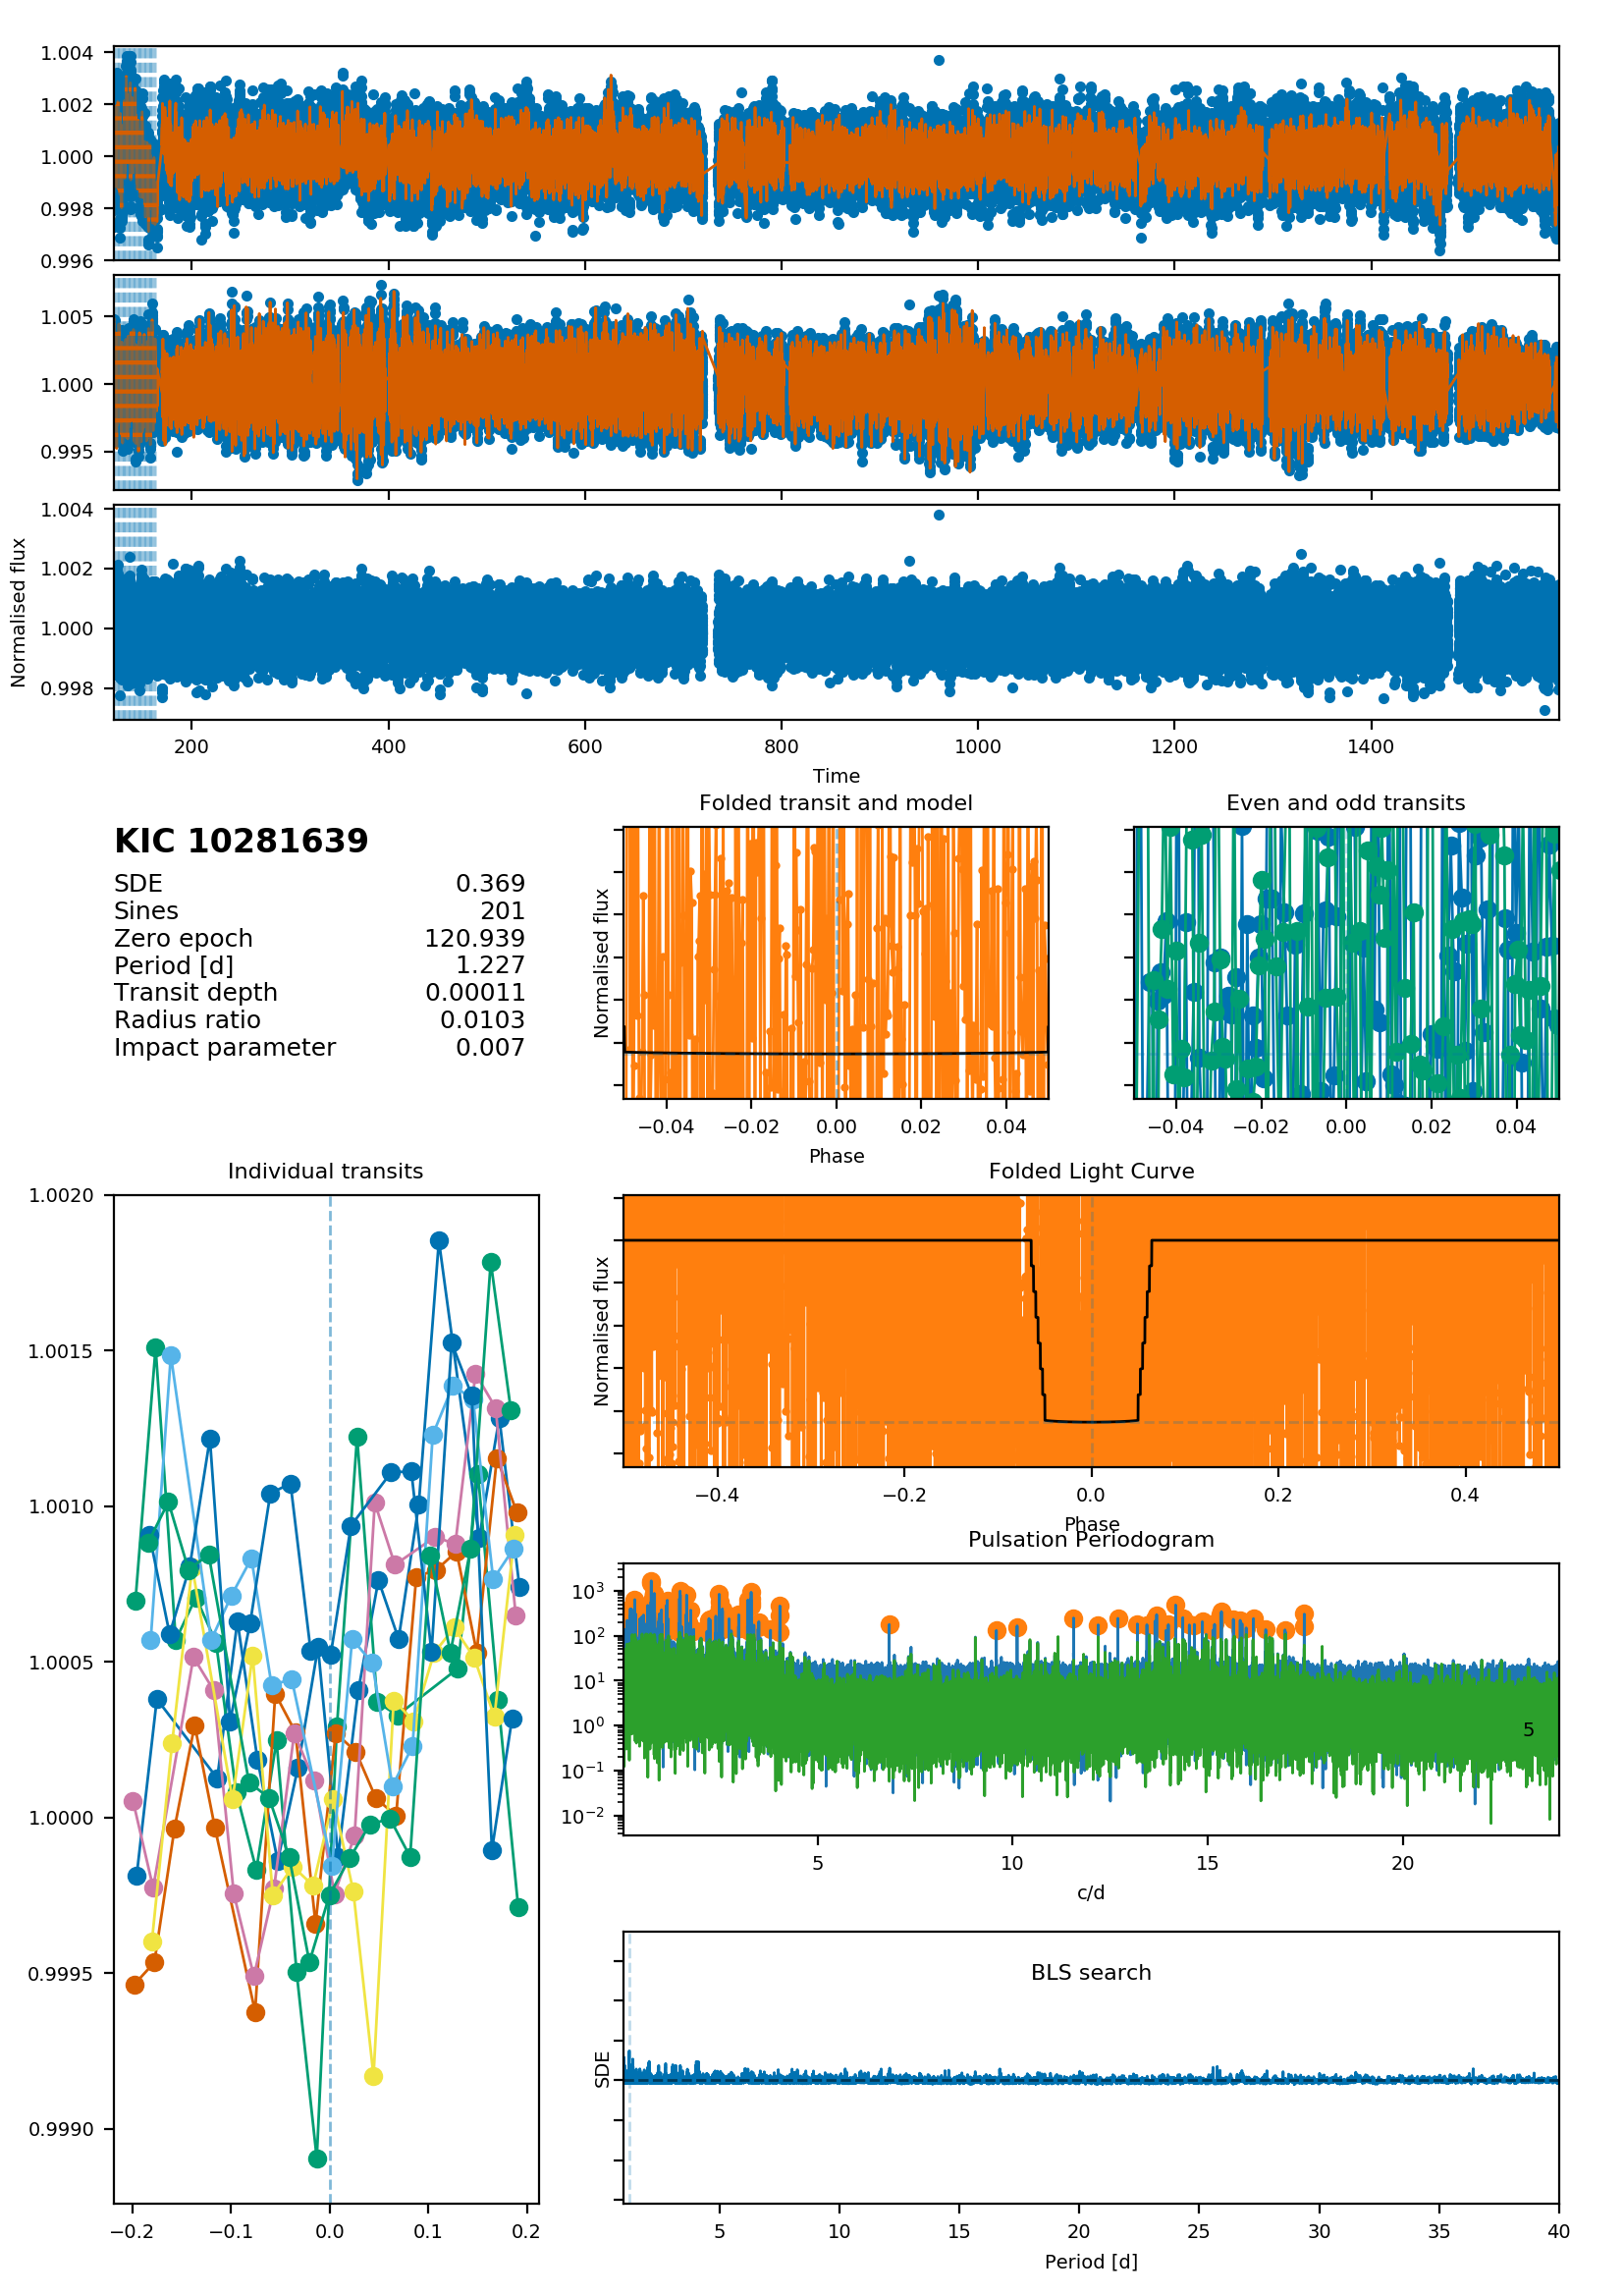 1.004
1.002
1.000
0.998
0.996
1.005
1.000
0.995
1.004
1.002
1.000
0.998
Normalised flux
200 400 600 800 1000 1200 1400
Time
KIC 10281639
SDE 0.369
Sines 201
Zero epoch 120.939
Period [d] 1.227
Transit depth 0.00011
Radius ratio 0.0103
Impact parameter 0.007
Folded transit and model
Normalised flux
−0.04 −0.02 0.00 0.02 0.04
Phase
Even and odd transits
−0.04 −0.02 0.00 0.02 0.04
Individual transits
1.0020
1.0015
1.0010
1.0005
1.0000
0.9995
0.9990
−0.2 −0.1 0.0 0.1 0.2
Folded Light Curve
Normalised flux
−0.4 −0.2 0.0 0.2 0.4
Phase
Pulsation Periodogram
10³
10²
10¹
10⁰
10⁻¹
10⁻²
5
5 10 15 20
c/d
BLS search
SDE
5 10 15 20 25 30 35 40
Period [d]